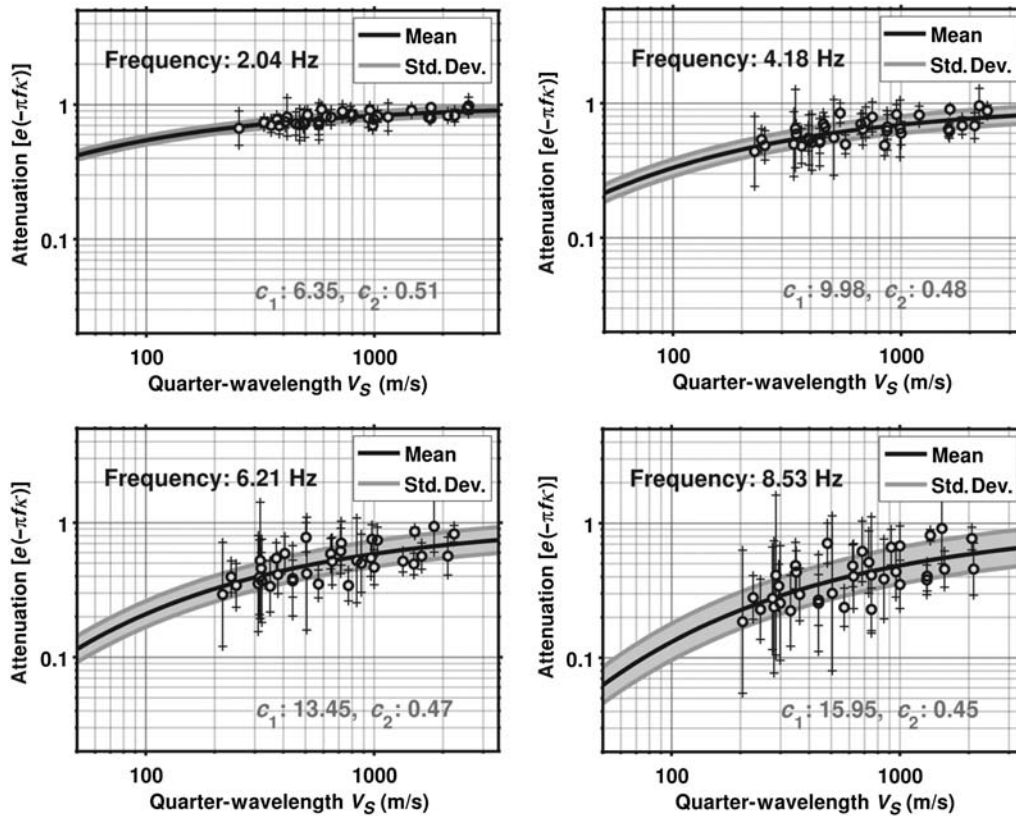 Mean
Std. Dev.
Frequency: 2.04 Hz
1
0.1
c1: 6.35, c2: 0.51
100
1000
Quarter-wavelength VS (m/s)
Attenuation [e(-πfκ)]
Mean
Std. Dev.
Frequency: 4.18 Hz
1
0.1
c1: 9.98, c2: 0.48
100
1000
Quarter-wavelength VS (m/s)
Attenuation [e(-πfκ)]
Mean
Std. Dev.
Frequency: 6.21 Hz
1
0.1
c1: 13.45, c2: 0.47
100
1000
Quarter-wavelength VS (m/s)
Attenuation [e(-πfκ)]
Mean
Std. Dev.
Frequency: 8.53 Hz
1
0.1
c1: 15.95, c2: 0.45
100
1000
Quarter-wavelength VS (m/s)
Attenuation [e(-πfκ)]